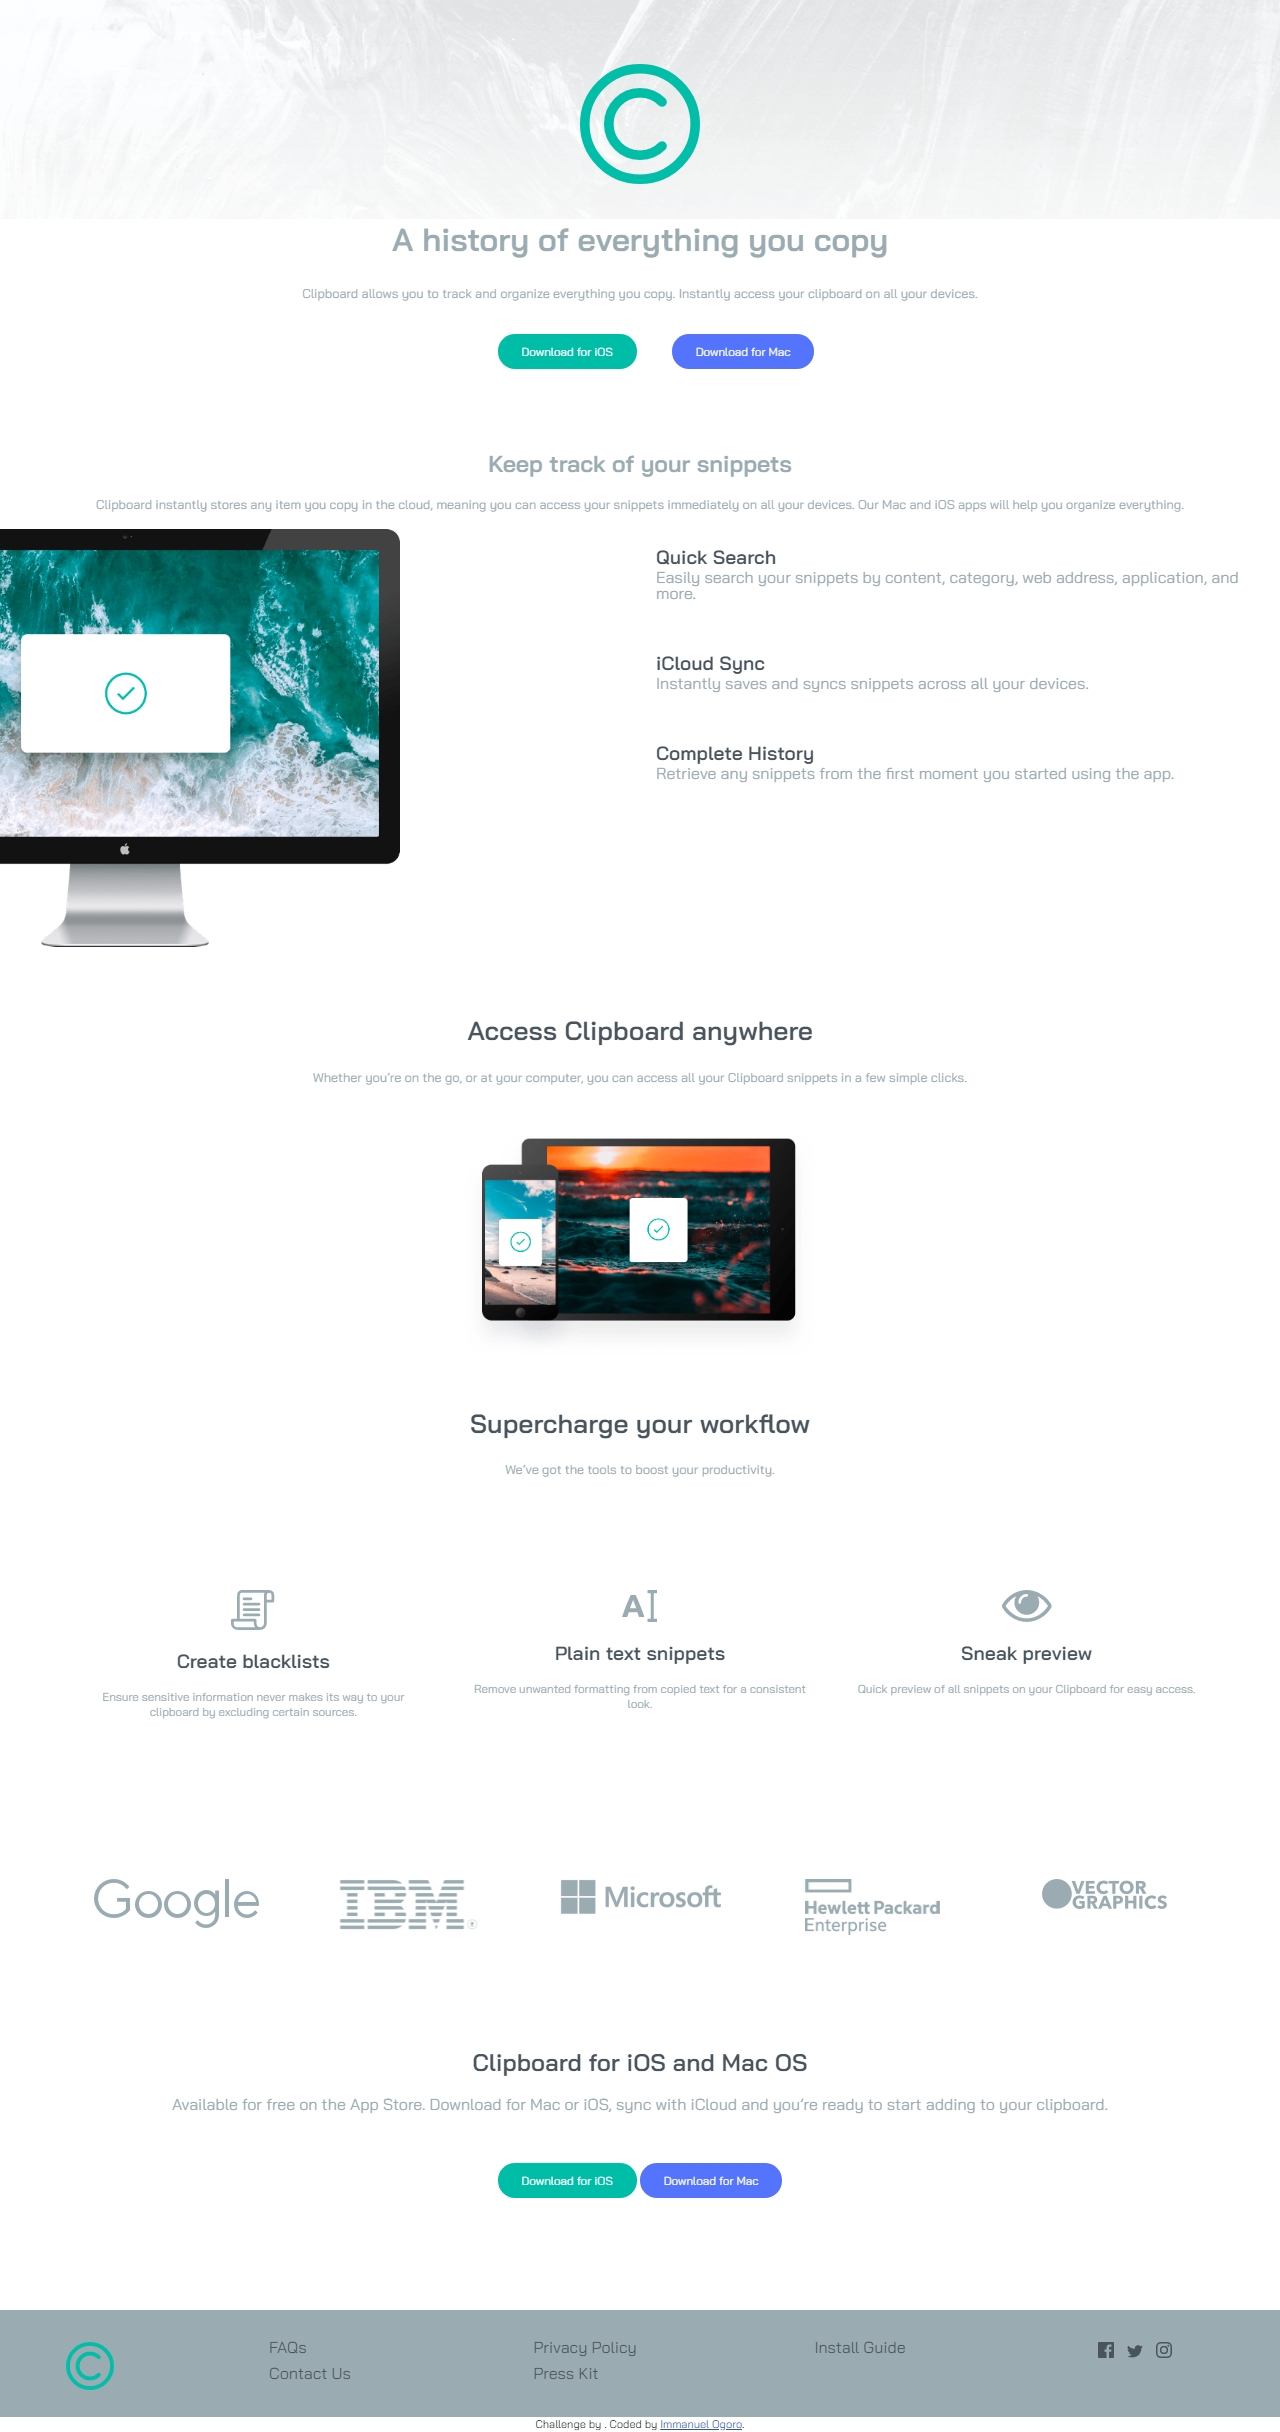 A history of everything you copy
Clipboard allows you to track and organize everything you copy. Instantly access your clipboard on all your devices.
Download for iOS
Download for Mac
Keep track of your snippets
Clipboard instantly stores any item you copy in the cloud, meaning you can access your snippets immediately on all your devices. Our Mac and iOS apps will help you organize everything.
Quick Search
Easily search your snippets by content, category, web address, application, and
more.
iCloud Sync
Instantly saves and syncs snippets across all your devices.
Complete History
Retrieve any snippets from the first moment you started using the app.
Access Clipboard anywhere
Whether you’re on the go, or at your computer, you can access all your Clipboard snippets in a few simple clicks.
Supercharge your workflow
We’ve got the tools to boost your productivity.
Create blacklists
Ensure sensitive information never makes its way to your
clipboard by excluding certain sources.
Plain text snippets
Remove unwanted formatting from copied text for a consistent
look.
Sneak preview
Quick preview of all snippets on your Clipboard for easy access.
Google
IBM
Microsoft
Hewlett Packard
Enterprise
VECTOR
GRAPHICS
Clipboard for iOS and Mac OS
Available for free on the App Store. Download for Mac or iOS, sync with iCloud and you’re ready to start adding to your clipboard.
Download for iOS
Download for Mac
FAQs
Contact Us
Privacy Policy
Press Kit
Install Guide
Challenge by . Coded by Immanuel Ogoro.